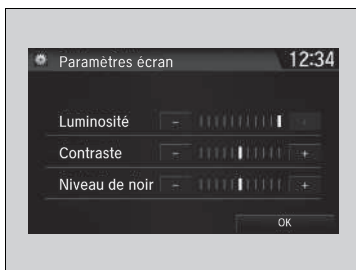 Paramètres écran 12:34
Luminosité -
Contraste - +
Niveau de noir - +
OK